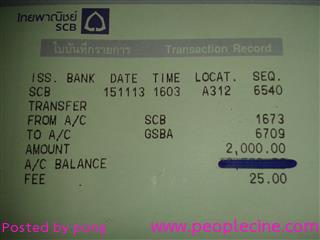 ไทยพาณิชย์
SCB
ใบบันทึกรายการ Transaction Record
ISS. BANK DATE TIME LOCAT. SEQ.
SCB 151113 1603 A312 6540
TRANSFER
FROM A/C SCB 1673
TO A/C GSBA 6709
AMOUNT 2,000.00
A/C BALANCE
FEE 25.00
Posted by pong www.peoplecine.com